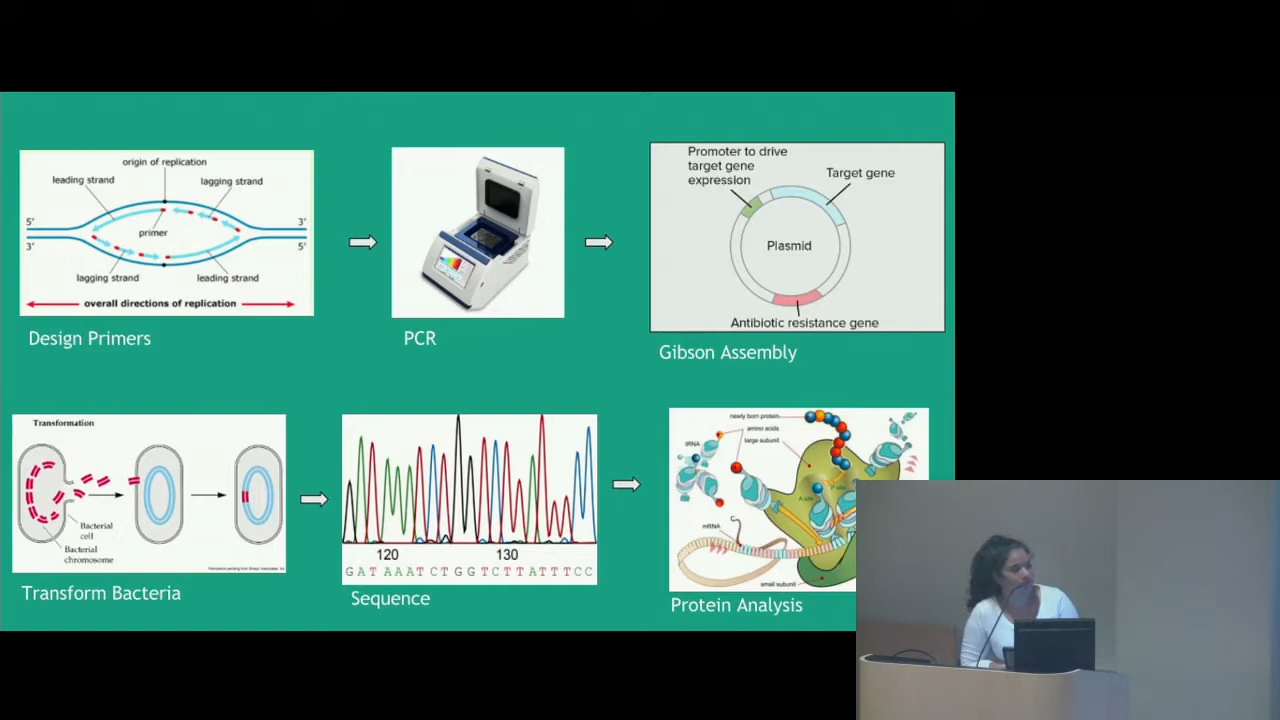 origin of replication
leading strand
lagging strand
5'
3'
primer
3'
5'
lagging strand
leading strand
overall directions of replication
Design Primers
PCR
Promoter to drive
target gene
expression
Target gene
Plasmid
Antibiotic resistance gene
Gibson Assembly
Transformation
Bacterial
cell
Bacterial
chromosome
Transform Bacteria
120
130
GATAAATCTGGTCTTATTTCC
Sequence
newly born protein
amino acids
tRNA
large subunit
P site
A site
mRNA
small subunit
Protein Analysis